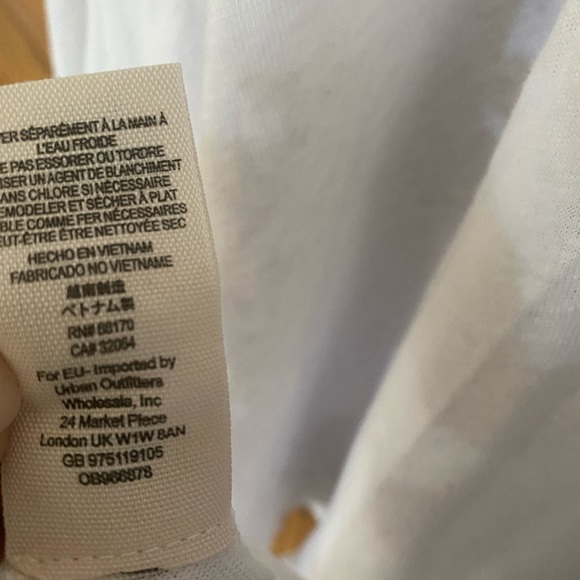 ER SÉPARÉMENT À LA MAIN À
L'EAU FROIDE
E PAS ESSORER OU TORDRE
ISER UN AGENT DE BLANCHIMENT
ANS CHLORE SI NÉCESSAIRE
EMODELER ET SÉCHER À PLAT
BLE COMME FER NÉCESSAIRES
EUT-ÊTRE ÊTRE NETTOYÉE SEC
HECHO EN VIETNAM
FABRICADO NO VIETNAME
越南制造
ベトナム製
RN# 66170
CA# 32054
For EU- Imported by
Urban Outfitters
Wholesale, Inc
24 Market Place
London UK W1W 8AN
GB 975119105
OB966878